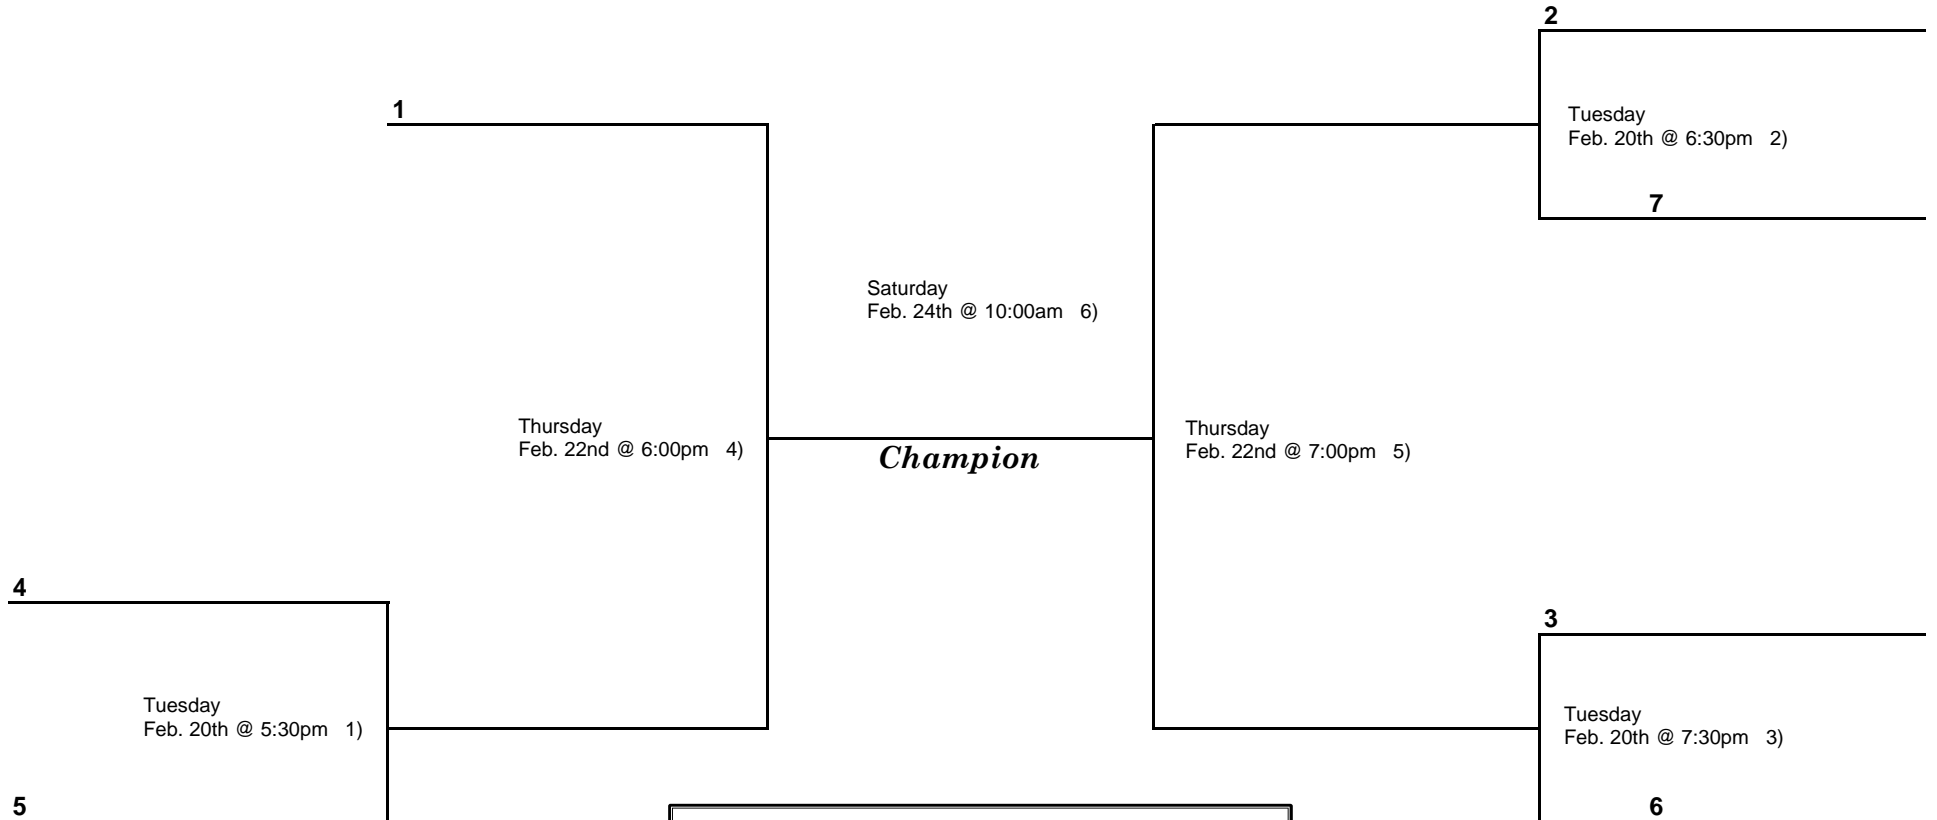 2
1
Tuesday
Feb. 20th @ 6:30pm 2)
7
Saturday
Feb. 24th @ 10:00am 6)
Thursday
Feb. 22nd @ 6:00pm 4)
Champion
Thursday
Feb. 22nd @ 7:00pm 5)
4
3
Tuesday
Feb. 20th @ 5:30pm 1)
Tuesday
Feb. 20th @ 7:30pm 3)
5
6